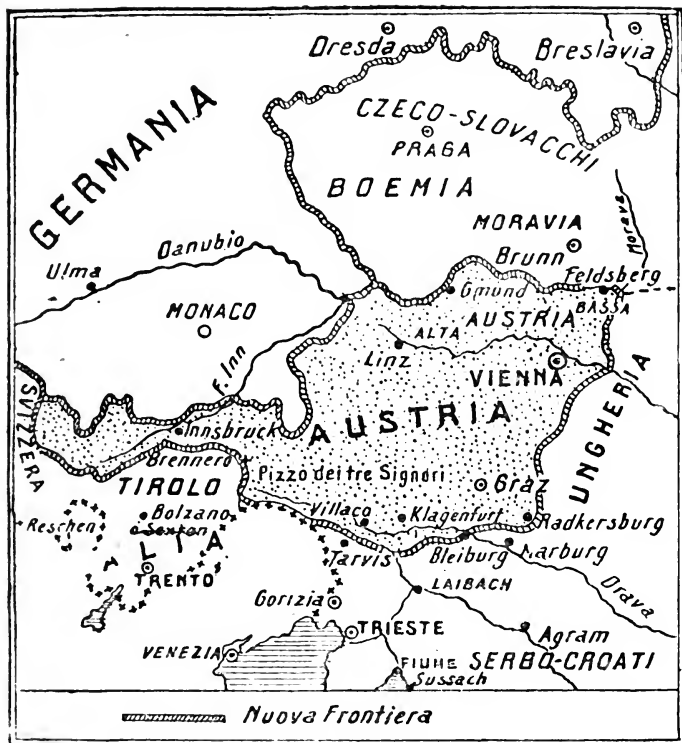 Dresda
Breslavia
GERMANIA
CZECO-SLOVACCHI
PRAGA
BOEMIA
MORAVIA
Brunn
Morava
Danubio
Ulma
Feldsberg
Gmund
BASSA
MONACO
ALTA
AUSTRIA
Linz
F. Inn
VIENNA
SVIZZERA
AUSTRIA
UNGHERIA
Innsbruck
Brennero
Pizzo dei tre Signori
TIROLO
Graz
Reschen
Bolzano
Sexten
Villaco
Klagenfurt
Radkersburg
ALIA
Tarvis
Bleiburg
Marburg
TRENTO
LAIBACH
Drava
Gorizia
TRIESTE
Agram
VENEZIA
FIUME
SERBO-CROATI
Sussach
Nuova Frontiera